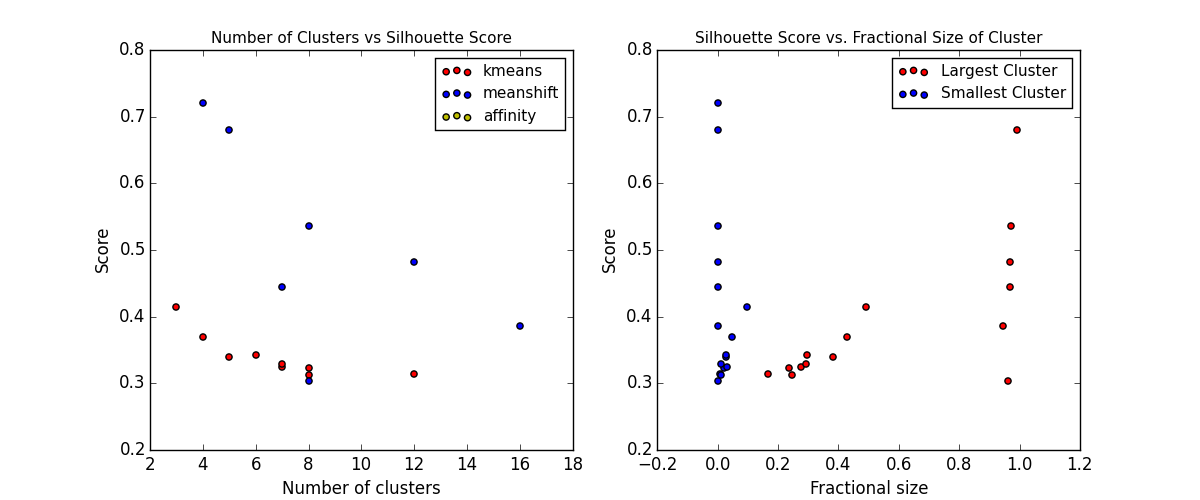 Number of Clusters vs Silhouette Score
0.8
0.7
0.6
0.5
0.4
0.3
0.2
Score
kmeans
meanshift
affinity
2 4 6 8 10 12 14 16 18
Number of clusters
Silhouette Score vs. Fractional Size of Cluster
0.8
0.7
0.6
0.5
0.4
0.3
0.2
Score
Largest Cluster
Smallest Cluster
−0.2 0.0 0.2 0.4 0.6 0.8 1.0 1.2
Fractional size